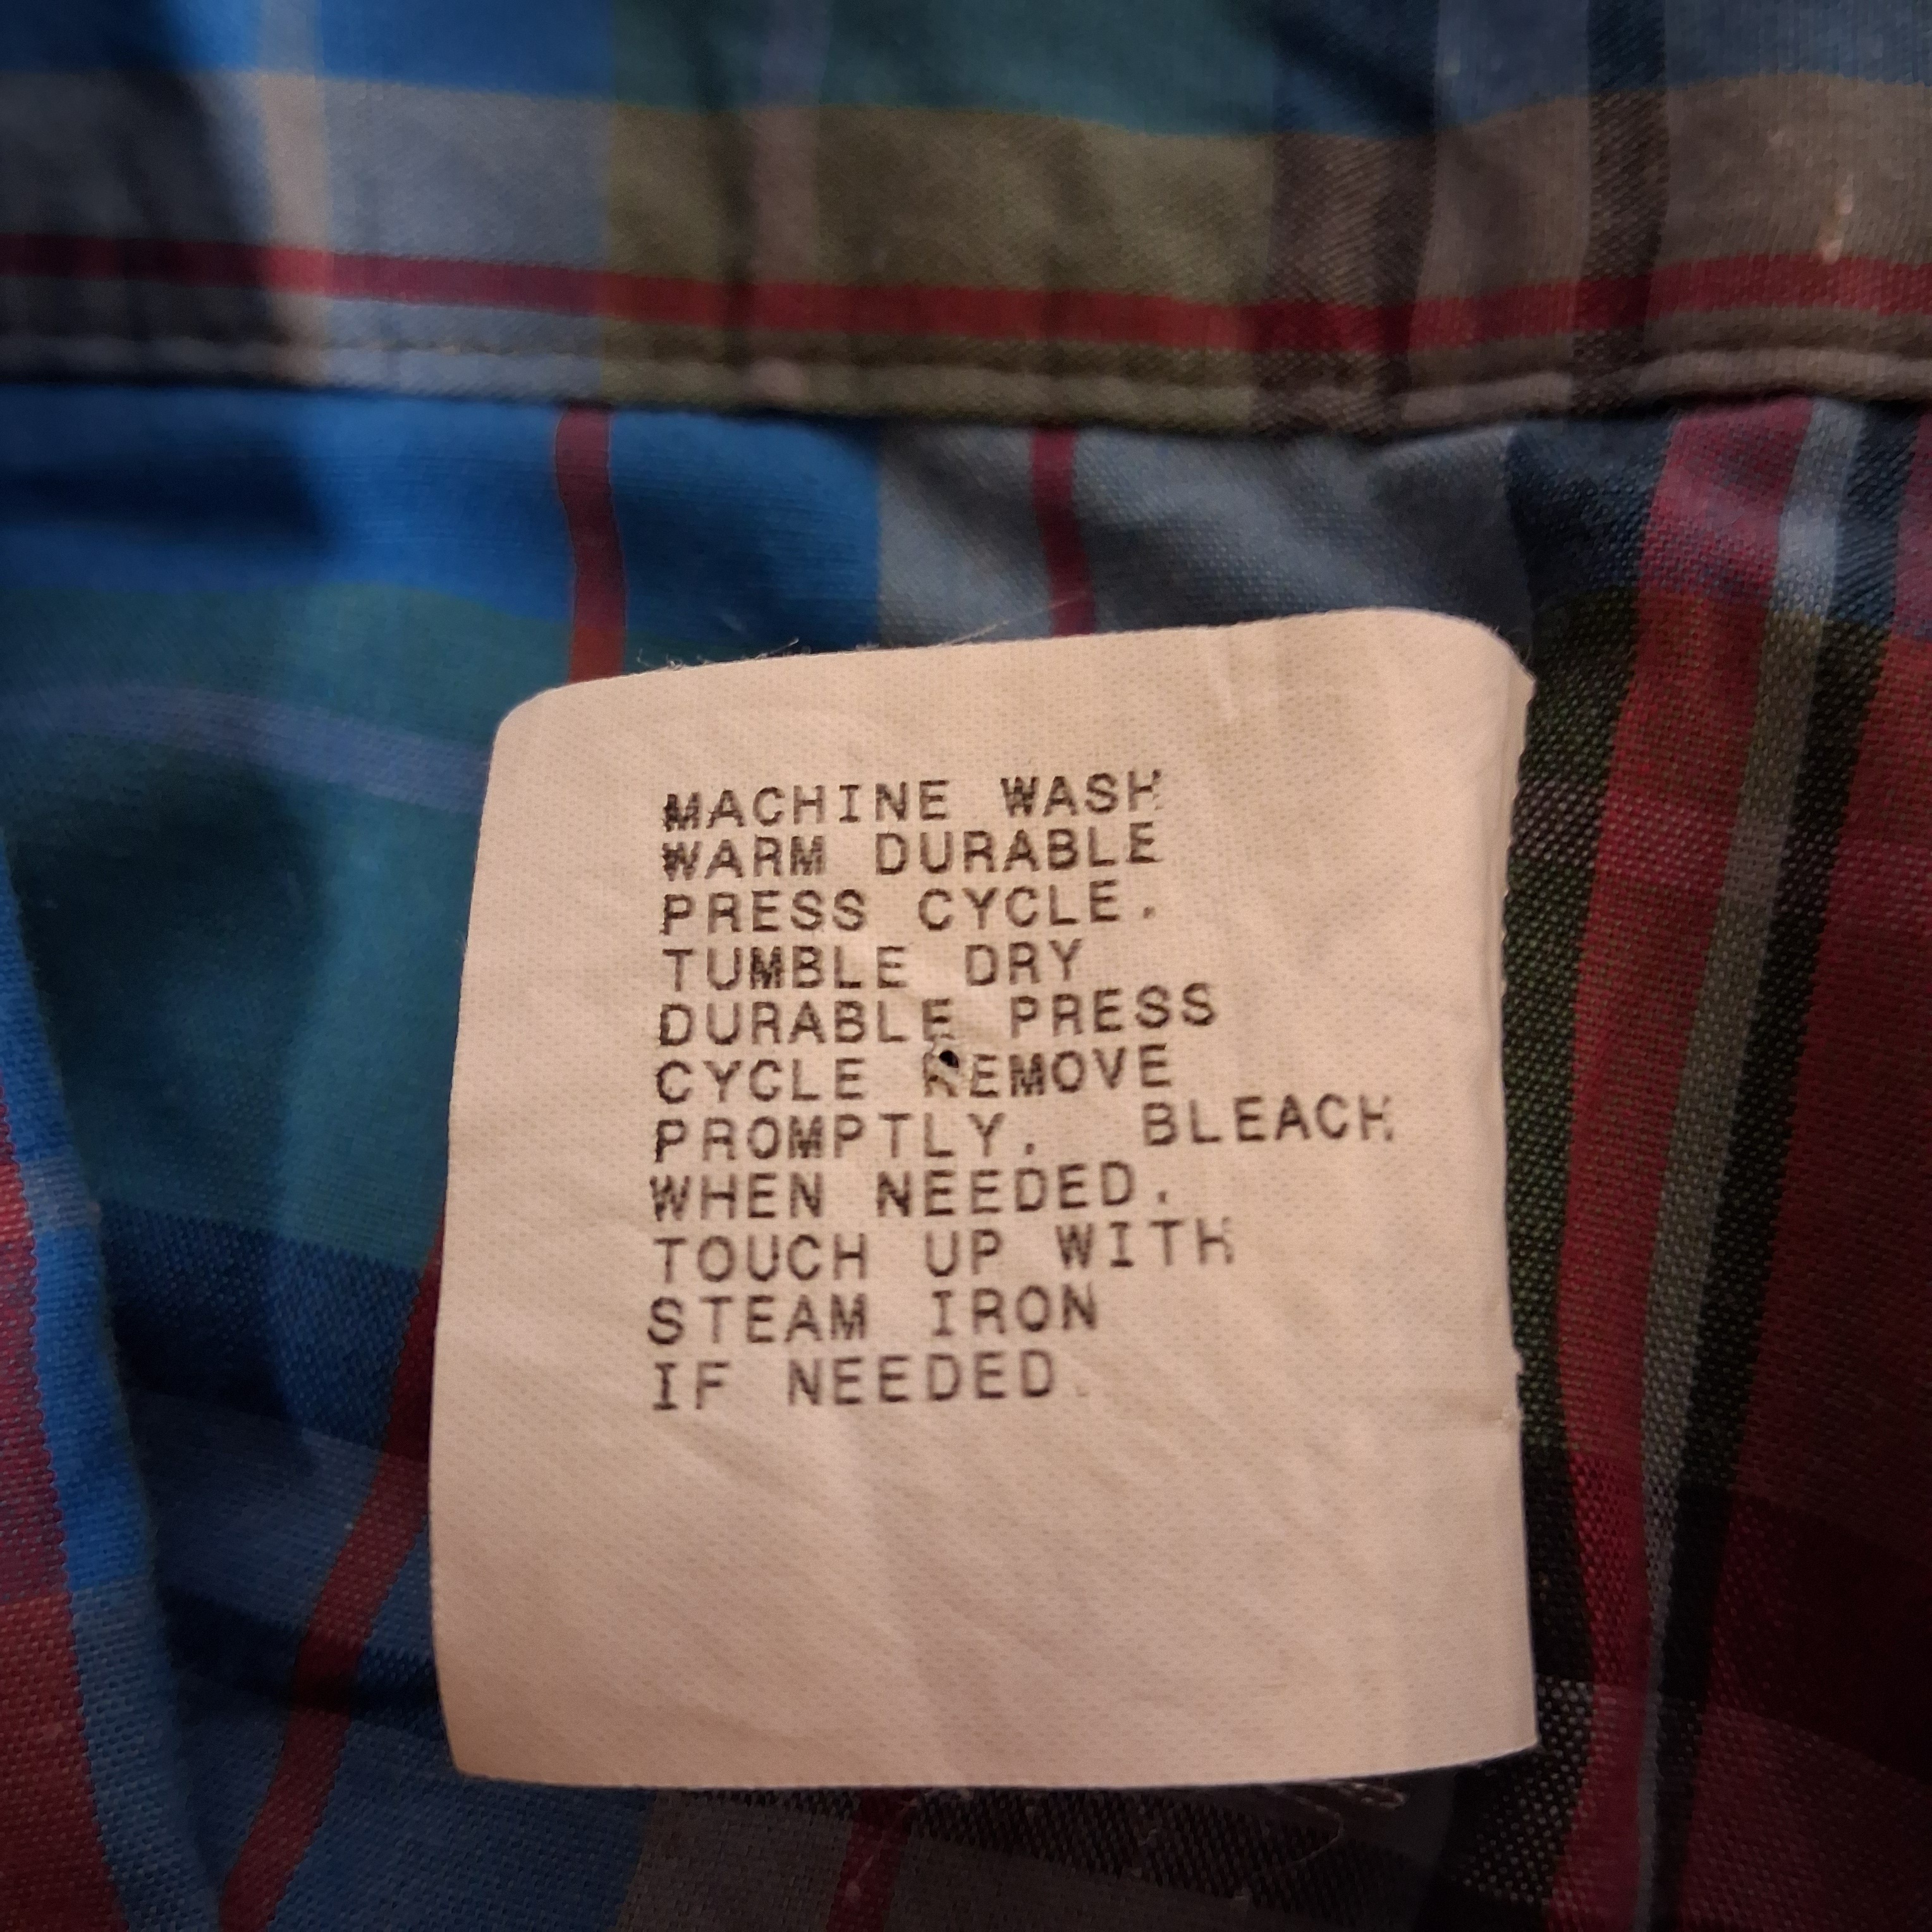 MACHINE WASH
WARM DURABLE
PRESS CYCLE.
TUMBLE DRY
DURABLE PRESS
CYCLE REMOVE
PROMPTLY. BLEACH
WHEN NEEDED.
TOUCH UP WITH
STEAM IRON
IF NEEDED.